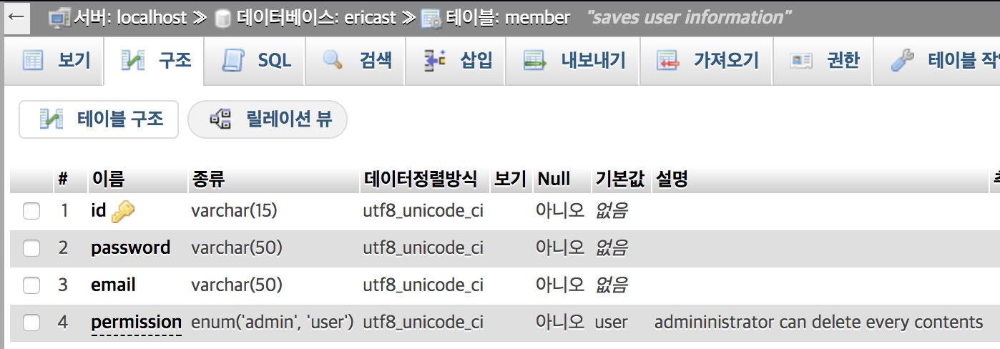 ← 서버: localhost » 데이터베이스: ericast » 테이블: member "saves user information"
보기 구조 SQL 검색 삽입 내보내기 가져오기 권한 테이블
테이블 구조 릴레이션 뷰
# 이름 종류 데이터정렬방식 보기 Null 기본값 설명
1 id varchar(15) utf8_unicode_ci 아니오 없음
2 password varchar(50) utf8_unicode_ci 아니오 없음
3 email varchar(50) utf8_unicode_ci 아니오 없음
4 permission enum('admin', 'user') utf8_unicode_ci 아니오 user admininistrator can delete every contents